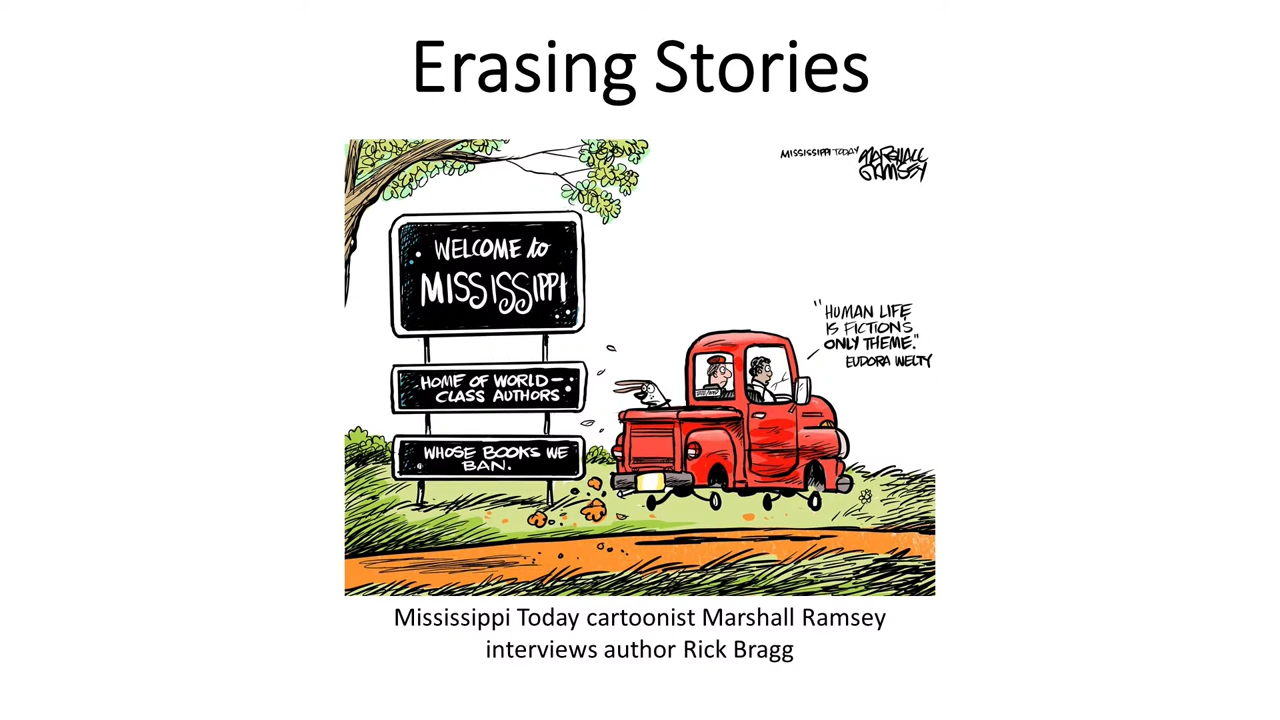 Erasing Stories
MISSISSIPPI TODAY
MARSHALL
RAMSEY
WELCOME to
MISSISSIPPI
HOME OF WORLD-
CLASS AUTHORS
WHOSE BOOKS WE
BAN.
"HUMAN LIFE
IS FICTION'S
ONLY THEME."
EUDORA WELTY
Mississippi Today cartoonist Marshall Ramsey
interviews author Rick Bragg